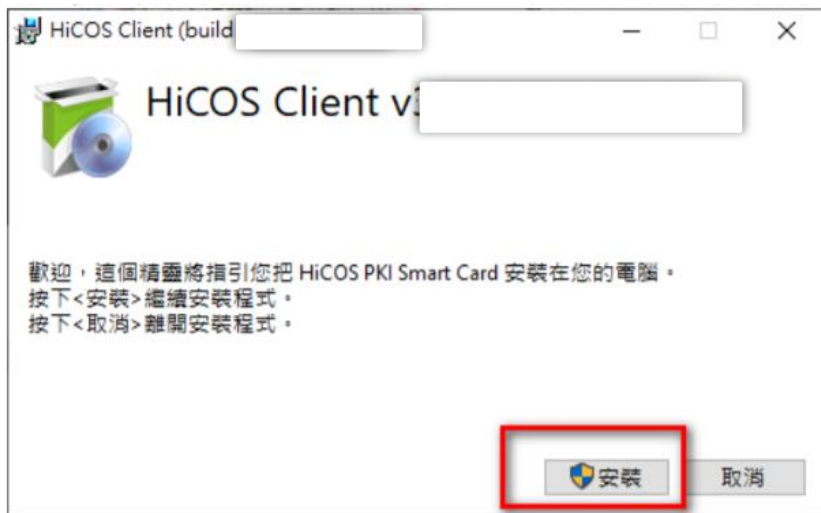 HiCOS Client (build
HiCOS Client v3
歡迎，這個精靈將指引您把 HiCOS PKI Smart Card 安裝在您的電腦。
按下<安裝>繼續安裝程式。
按下<取消>離開安裝程式。
安裝
取消